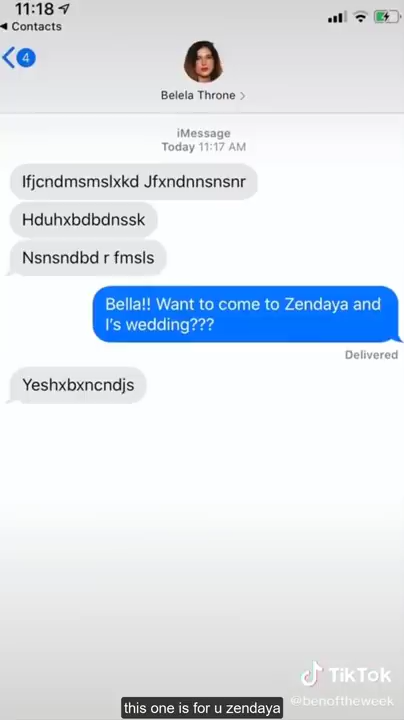 11:18
Contacts
4
Belela Throne >
iMessage
Today 11:17 AM
Ifjcndmsmslxkd Jfxndnnsnsnr
Hduhxbdbdnssk
Nsnsndbd r fmsls
Bella!! Want to come to Zendaya and
I's wedding???
Delivered
Yeshxbxncndjs
TikTok
@benoftheweek
this one is for u zendaya